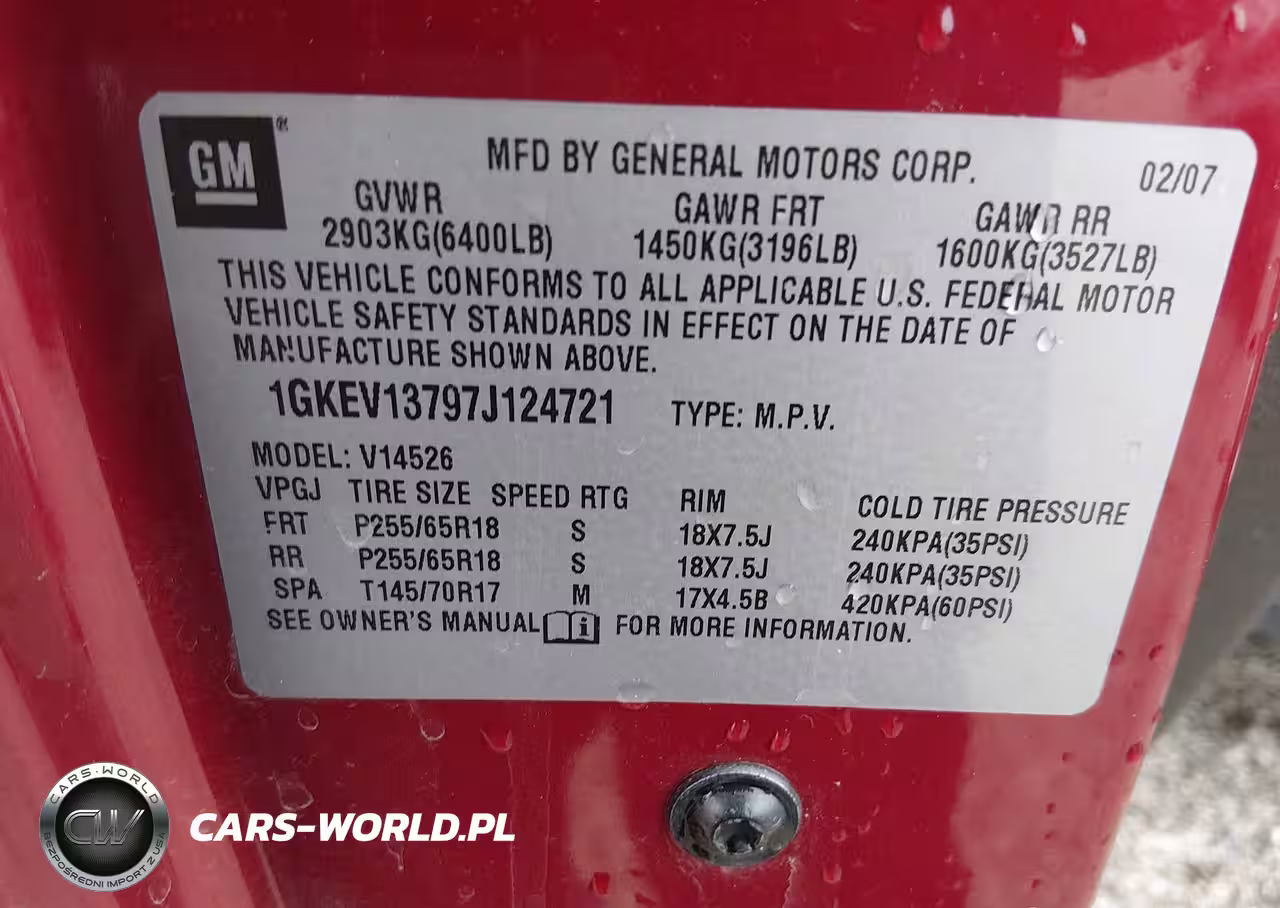 GM®
MFD BY GENERAL MOTORS CORP. 02/07
GVWR GAWR FRT GAWR RR
2903KG(6400LB) 1450KG(3196LB) 1600KG(3527LB)
THIS VEHICLE CONFORMS TO ALL APPLICABLE U.S. FEDERAL MOTOR
VEHICLE SAFETY STANDARDS IN EFFECT ON THE DATE OF
MANUFACTURE SHOWN ABOVE.
1GKEV13797J124721 TYPE: M.P.V.
MODEL: V14526
VPGJ TIRE SIZE SPEED RTG RIM COLD TIRE PRESSURE
FRT P255/65R18 S 18X7.5J 240KPA(35PSI)
RR P255/65R18 S 18X7.5J 240KPA(35PSI)
SPA T145/70R17 M 17X4.5B 420KPA(60PSI)
SEE OWNER'S MANUAL i FOR MORE INFORMATION.
CARS-WORLD
CW
BEZPOŚREDNI IMPORT Z USA
CARS-WORLD.PL